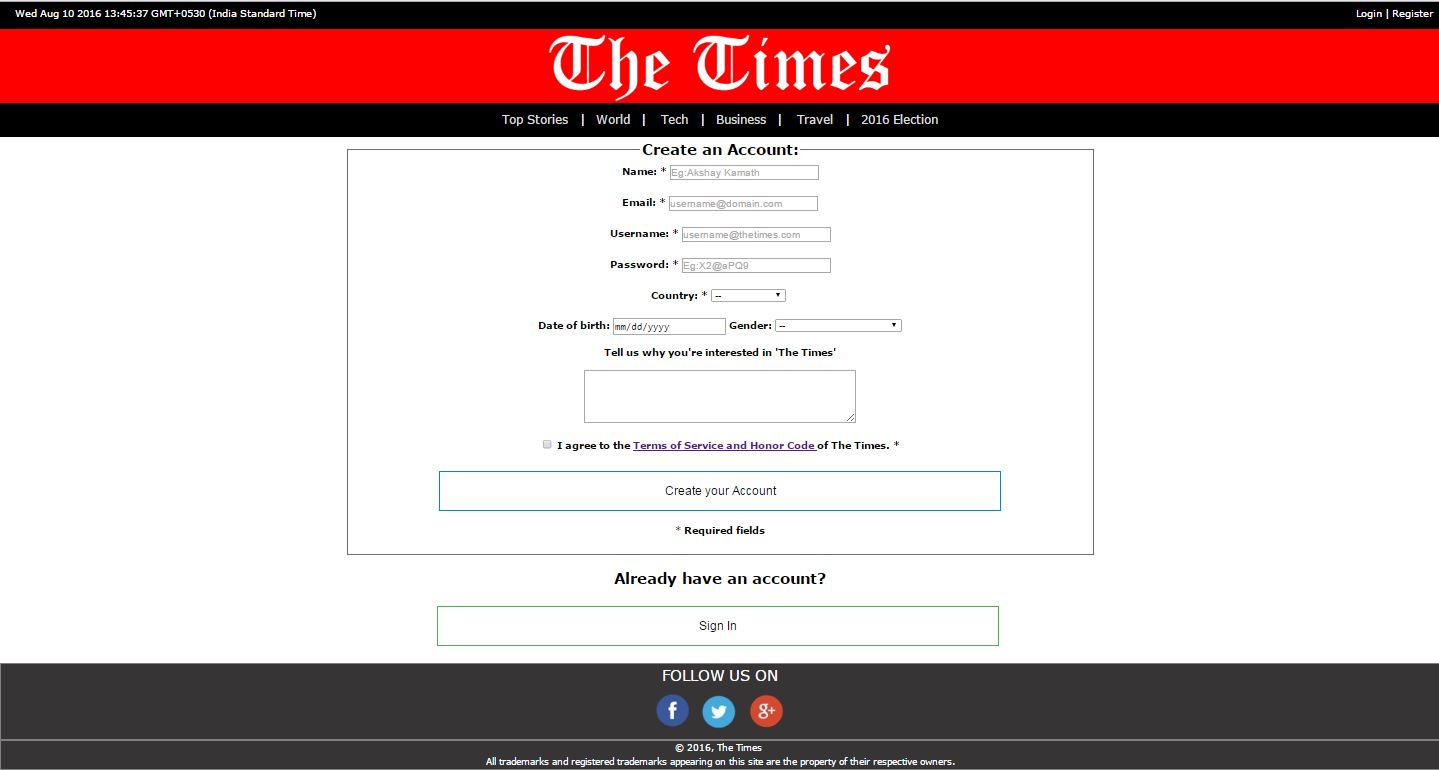 Wed Aug 10 2016 13:45:37 GMT+0530 (India Standard Time) Login | Register
The Times
Top Stories | World | Tech | Business | Travel | 2016 Election
Create an Account:
Name: * Eg:Akshay Kamath
Email: * username@domain.com
Username: * username@thetimes.com
Password: * Eg:X2@aPQ9
Country: * --
Date of birth: mm/dd/yyyy Gender: --
Tell us why you're interested in 'The Times'
I agree to the Terms of Service and Honor Code of The Times. *
Create your Account
* Required fields
Already have an account?
Sign In
FOLLOW US ON
f g+
© 2016, The Times
All trademarks and registered trademarks appearing on this site are the property of their respective owners.